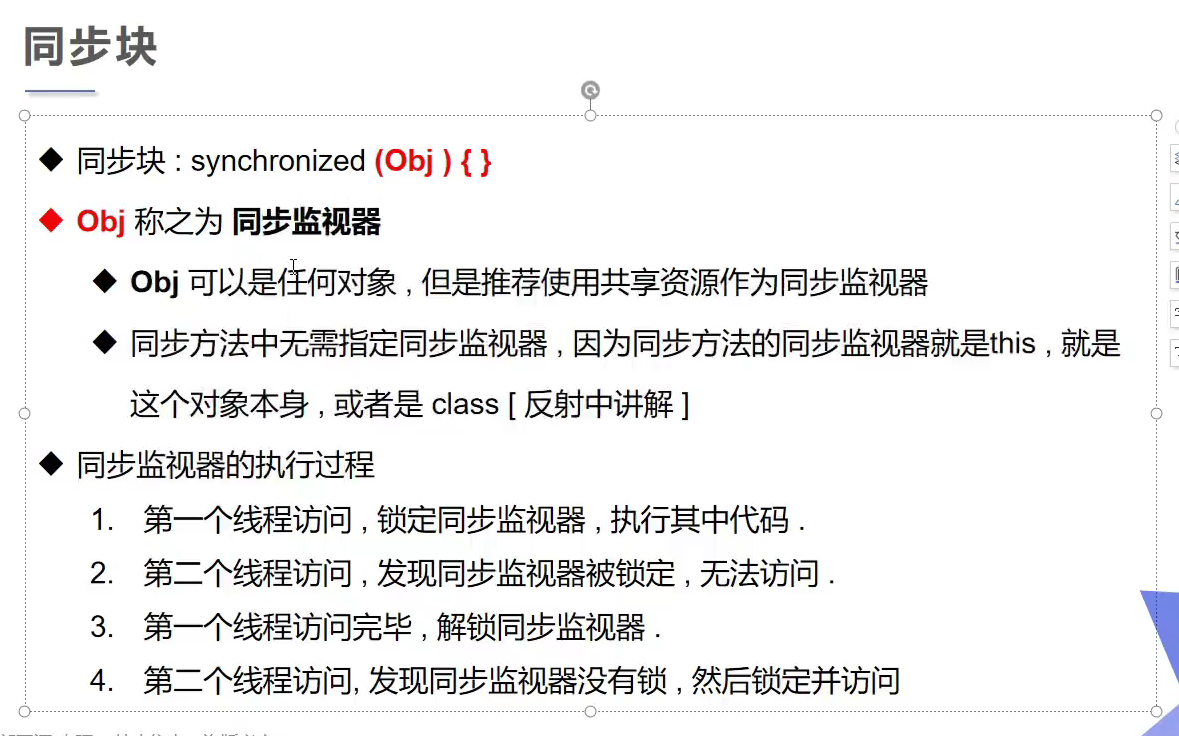 同步块
同步块 : synchronized (Obj ) { }
Obj 称之为 同步监视器
Obj 可以是任何对象 , 但是推荐使用共享资源作为同步监视器
同步方法中无需指定同步监视器 , 因为同步方法的同步监视器就是this , 就是
这个对象本身 , 或者是 class [ 反射中讲解 ]
同步监视器的执行过程
1. 第一个线程访问 , 锁定同步监视器 , 执行其中代码 .
2. 第二个线程访问 , 发现同步监视器被锁定 , 无法访问 .
3. 第一个线程访问完毕 , 解锁同步监视器 .
4. 第二个线程访问, 发现同步监视器没有锁 , 然后锁定并访问